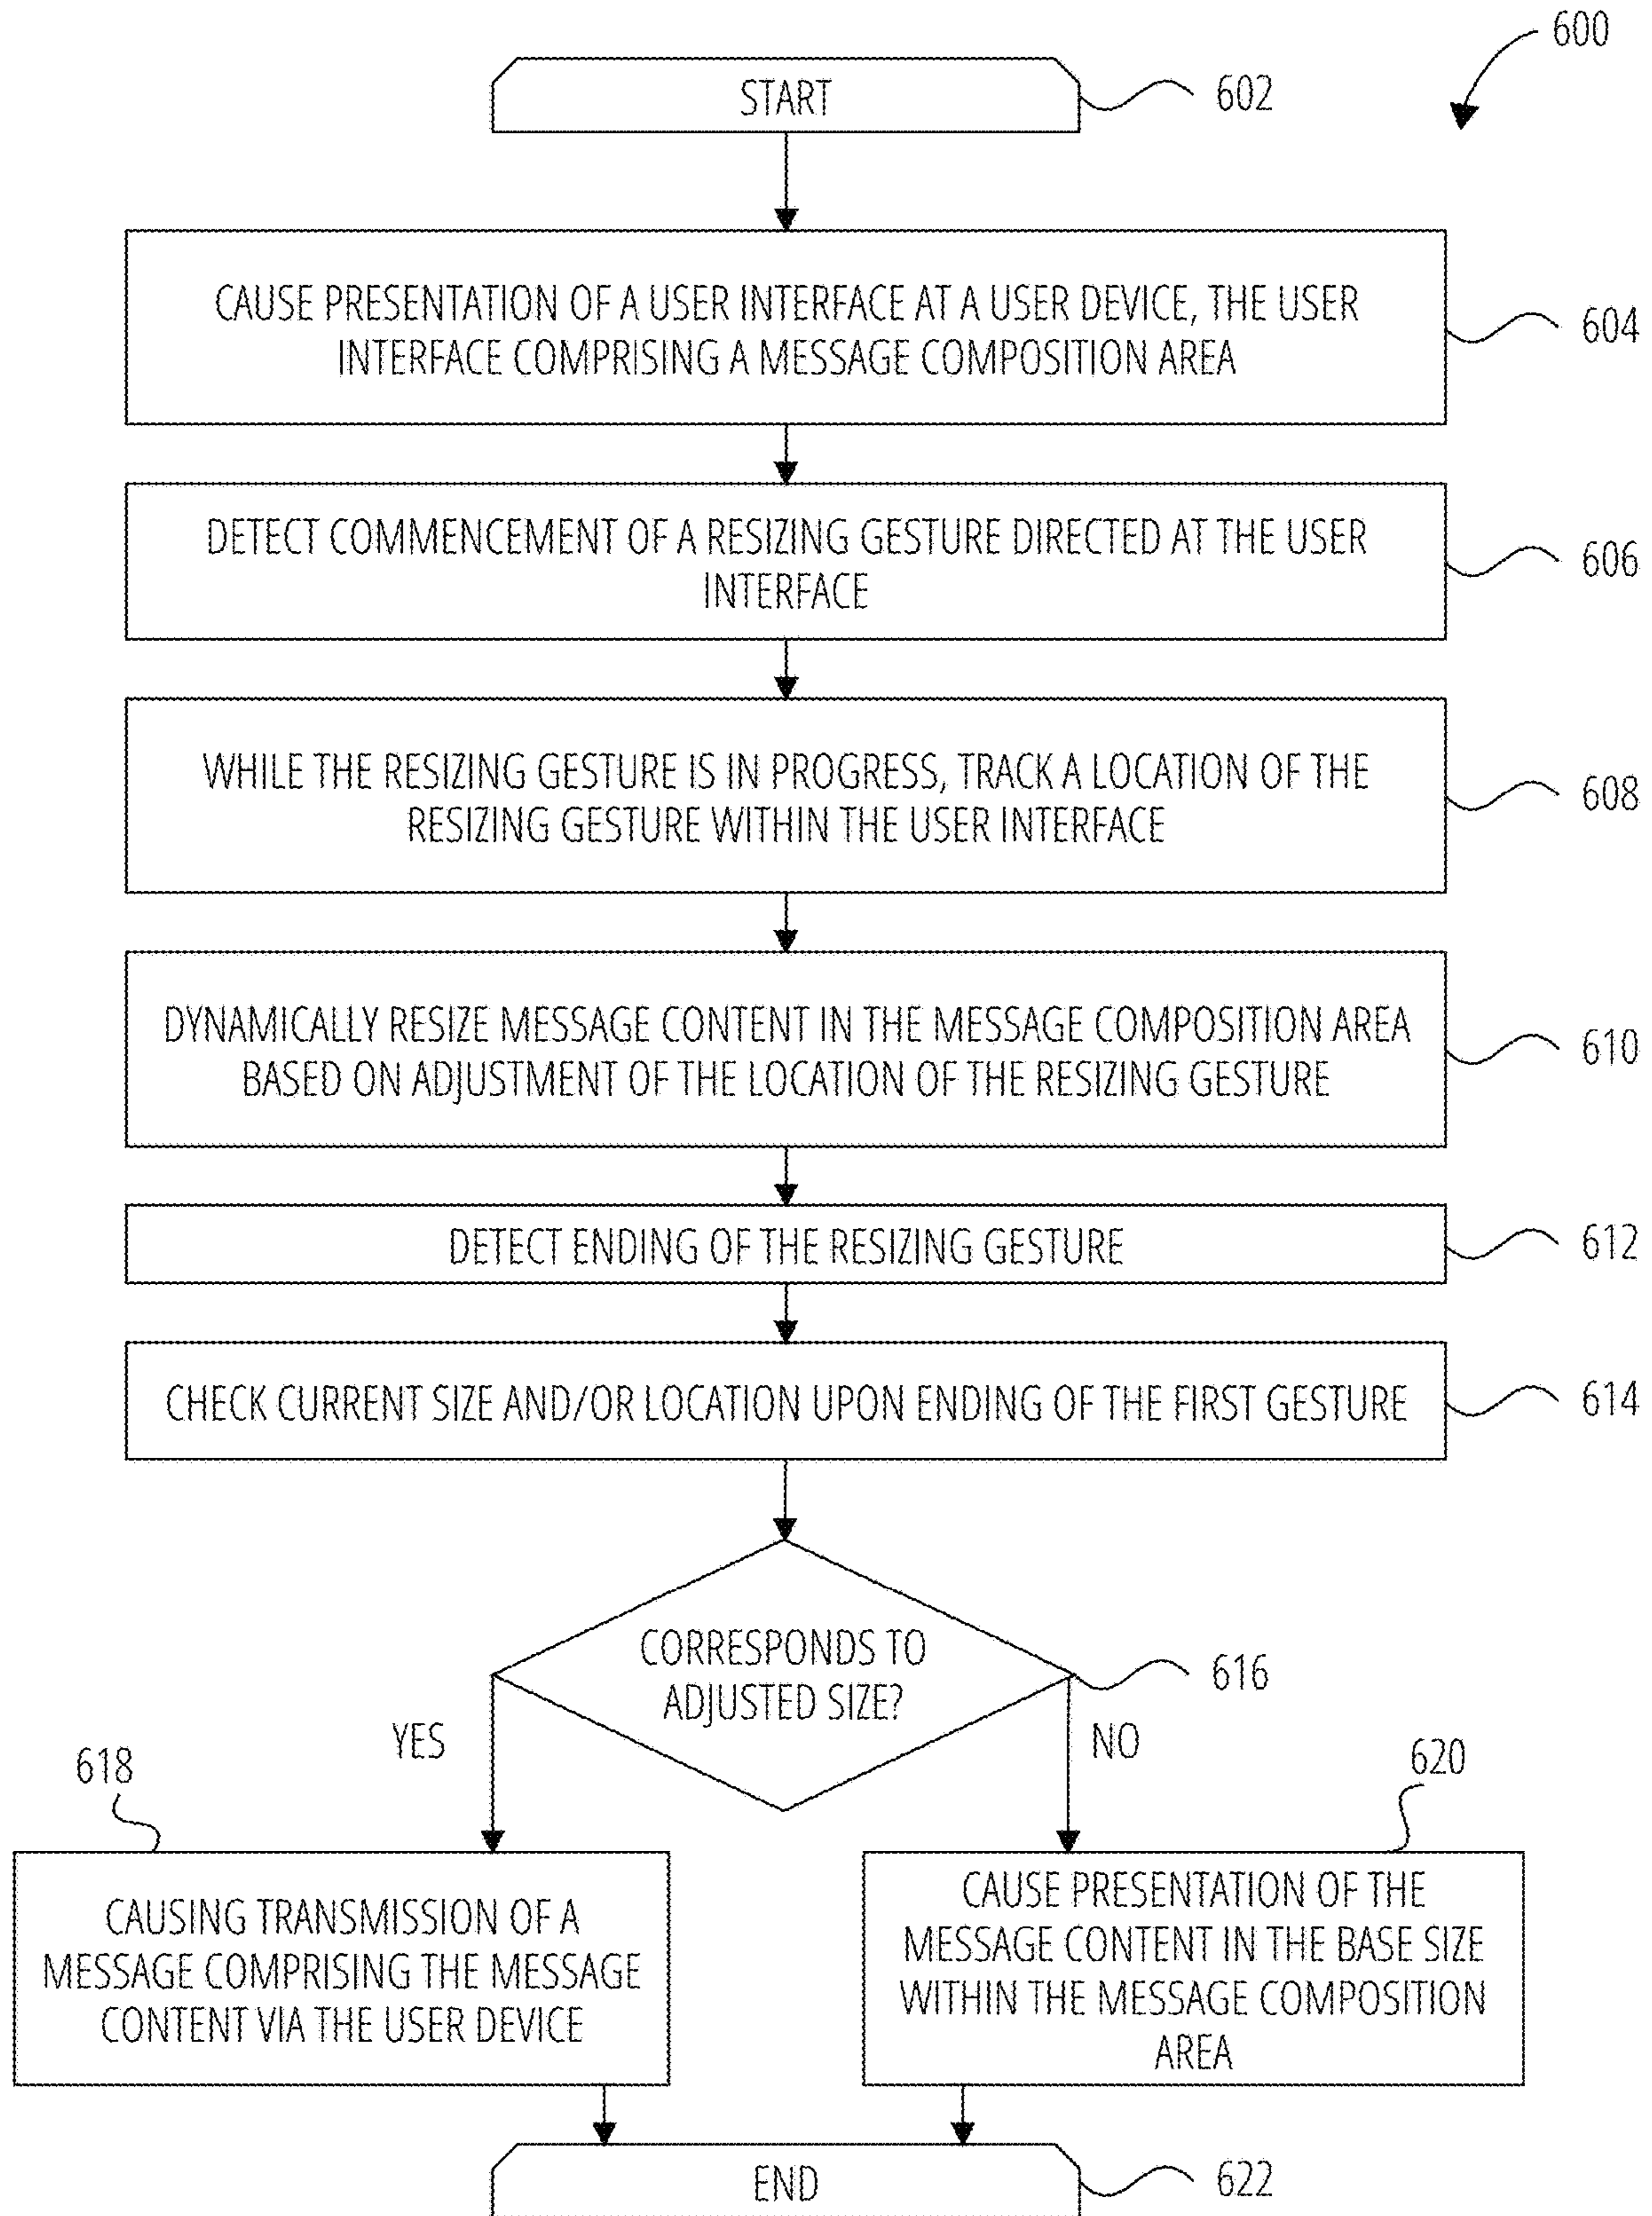 600
START
602
CAUSE PRESENTATION OF A USER INTERFACE AT A USER DEVICE, THE USER
INTERFACE COMPRISING A MESSAGE COMPOSITION AREA
604
DETECT COMMENCEMENT OF A RESIZING GESTURE DIRECTED AT THE USER
INTERFACE
606
WHILE THE RESIZING GESTURE IS IN PROGRESS, TRACK A LOCATION OF THE
RESIZING GESTURE WITHIN THE USER INTERFACE
608
DYNAMICALLY RESIZE MESSAGE CONTENT IN THE MESSAGE COMPOSITION AREA
BASED ON ADJUSTMENT OF THE LOCATION OF THE RESIZING GESTURE
610
DETECT ENDING OF THE RESIZING GESTURE
612
CHECK CURRENT SIZE AND/OR LOCATION UPON ENDING OF THE FIRST GESTURE
614
CORRESPONDS TO
ADJUSTED SIZE?
616
YES
NO
618
620
CAUSING TRANSMISSION OF A
MESSAGE COMPRISING THE MESSAGE
CONTENT VIA THE USER DEVICE
CAUSE PRESENTATION OF THE
MESSAGE CONTENT IN THE BASE SIZE
WITHIN THE MESSAGE COMPOSITION
AREA
END
622